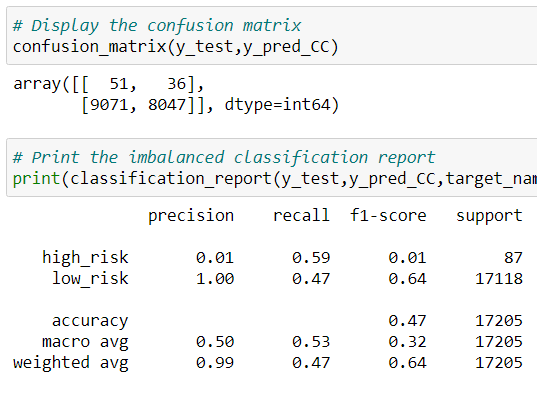 # Display the confusion matrix
confusion_matrix(y_test,y_pred_CC)
array([[  51,   36],
       [9071, 8047]], dtype=int64)
# Print the imbalanced classification report
print(classification_report(y_test,y_pred_CC,target_nam
precision recall f1-score support
high_risk 0.01 0.59 0.01 87
low_risk 1.00 0.47 0.64 17118
accuracy 0.47 17205
macro avg 0.50 0.53 0.32 17205
weighted avg 0.99 0.47 0.64 17205